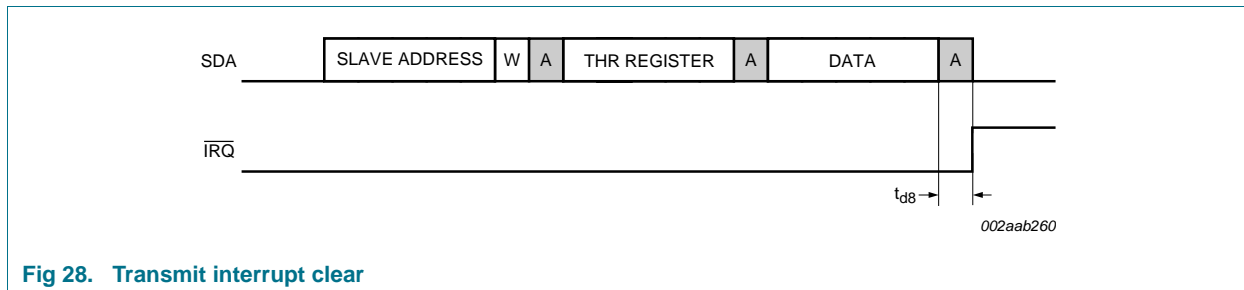 SDA SLAVE ADDRESS W A THR REGISTER A DATA A
IRQ
td8
002aab260
Fig 28. Transmit interrupt clear